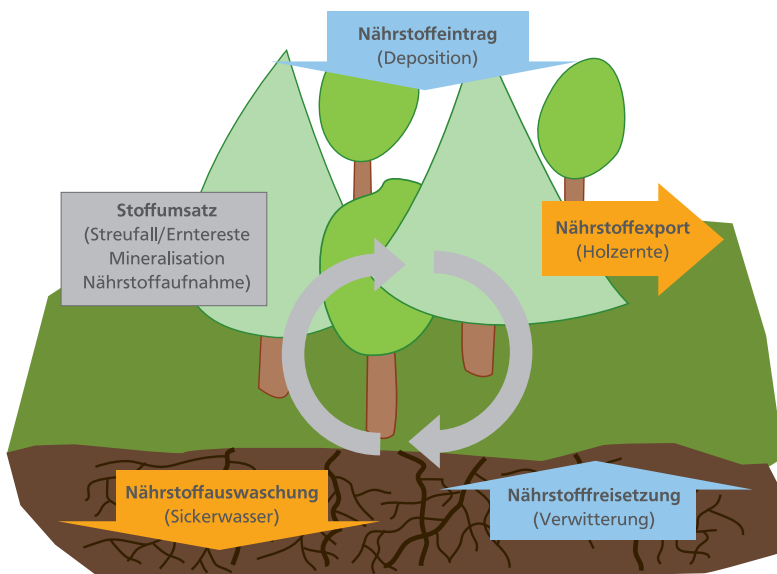 Nährstoffeintrag
(Deposition)
Stoffumsatz
(Streufall/Erntereste
Mineralisation
Nährstoffaufnahme)
Nährstoffexport
(Holzernte)
Nährstoffauswaschung
(Sickerwasser)
Nährstofffreisetzung
(Verwitterung)